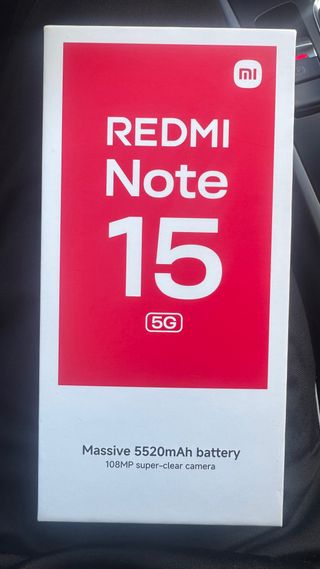 mi
REDMI
Note
15
5G
Massive 5520mAh battery
108MP super-clear camera